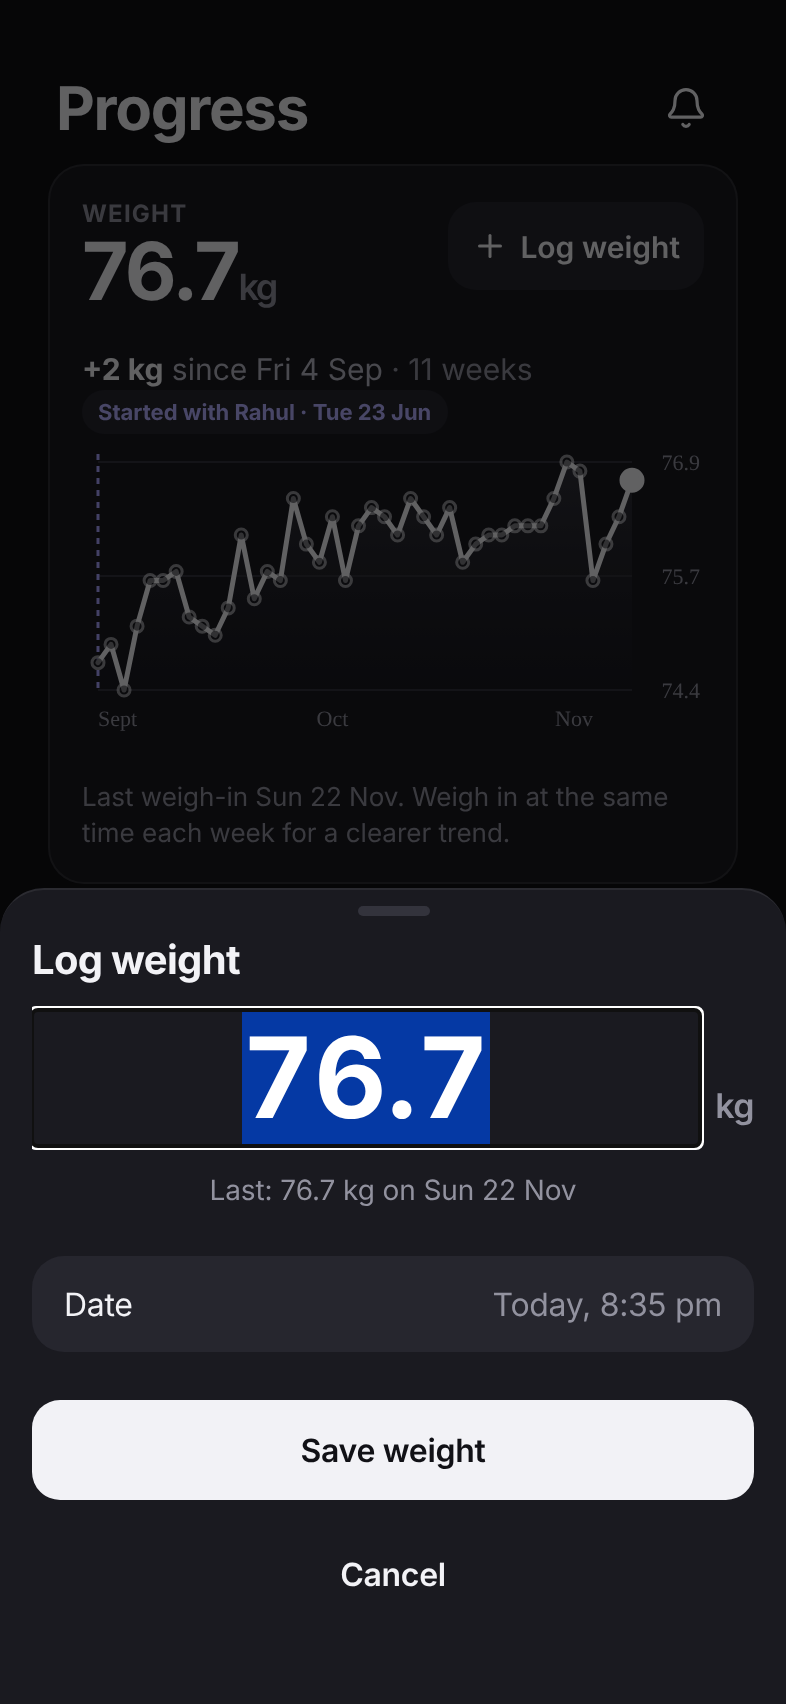 Progress
WEIGHT
76.7kg
+ Log weight
+2 kg since Fri 4 Sep · 11 weeks
Started with Rahul · Tue 23 Jun
76.9
75.7
74.4
Sept Oct Nov
Last weigh-in Sun 22 Nov. Weigh in at the same
time each week for a clearer trend.
Log weight
76.7 kg
Last: 76.7 kg on Sun 22 Nov
Date Today, 8:35 pm
Save weight
Cancel